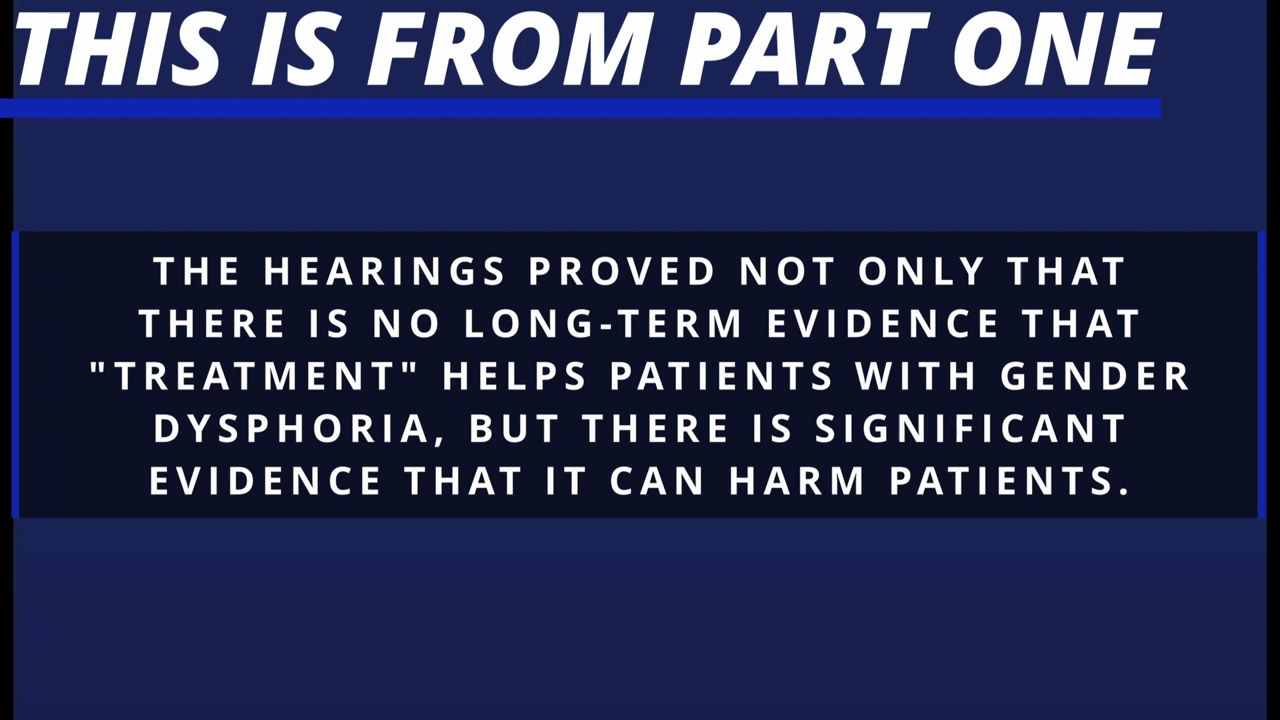 THIS IS FROM PART ONE
THE HEARINGS PROVED NOT ONLY THAT
THERE IS NO LONG-TERM EVIDENCE THAT
"TREATMENT" HELPS PATIENTS WITH GENDER
DYSPHORIA, BUT THERE IS SIGNIFICANT
EVIDENCE THAT IT CAN HARM PATIENTS.